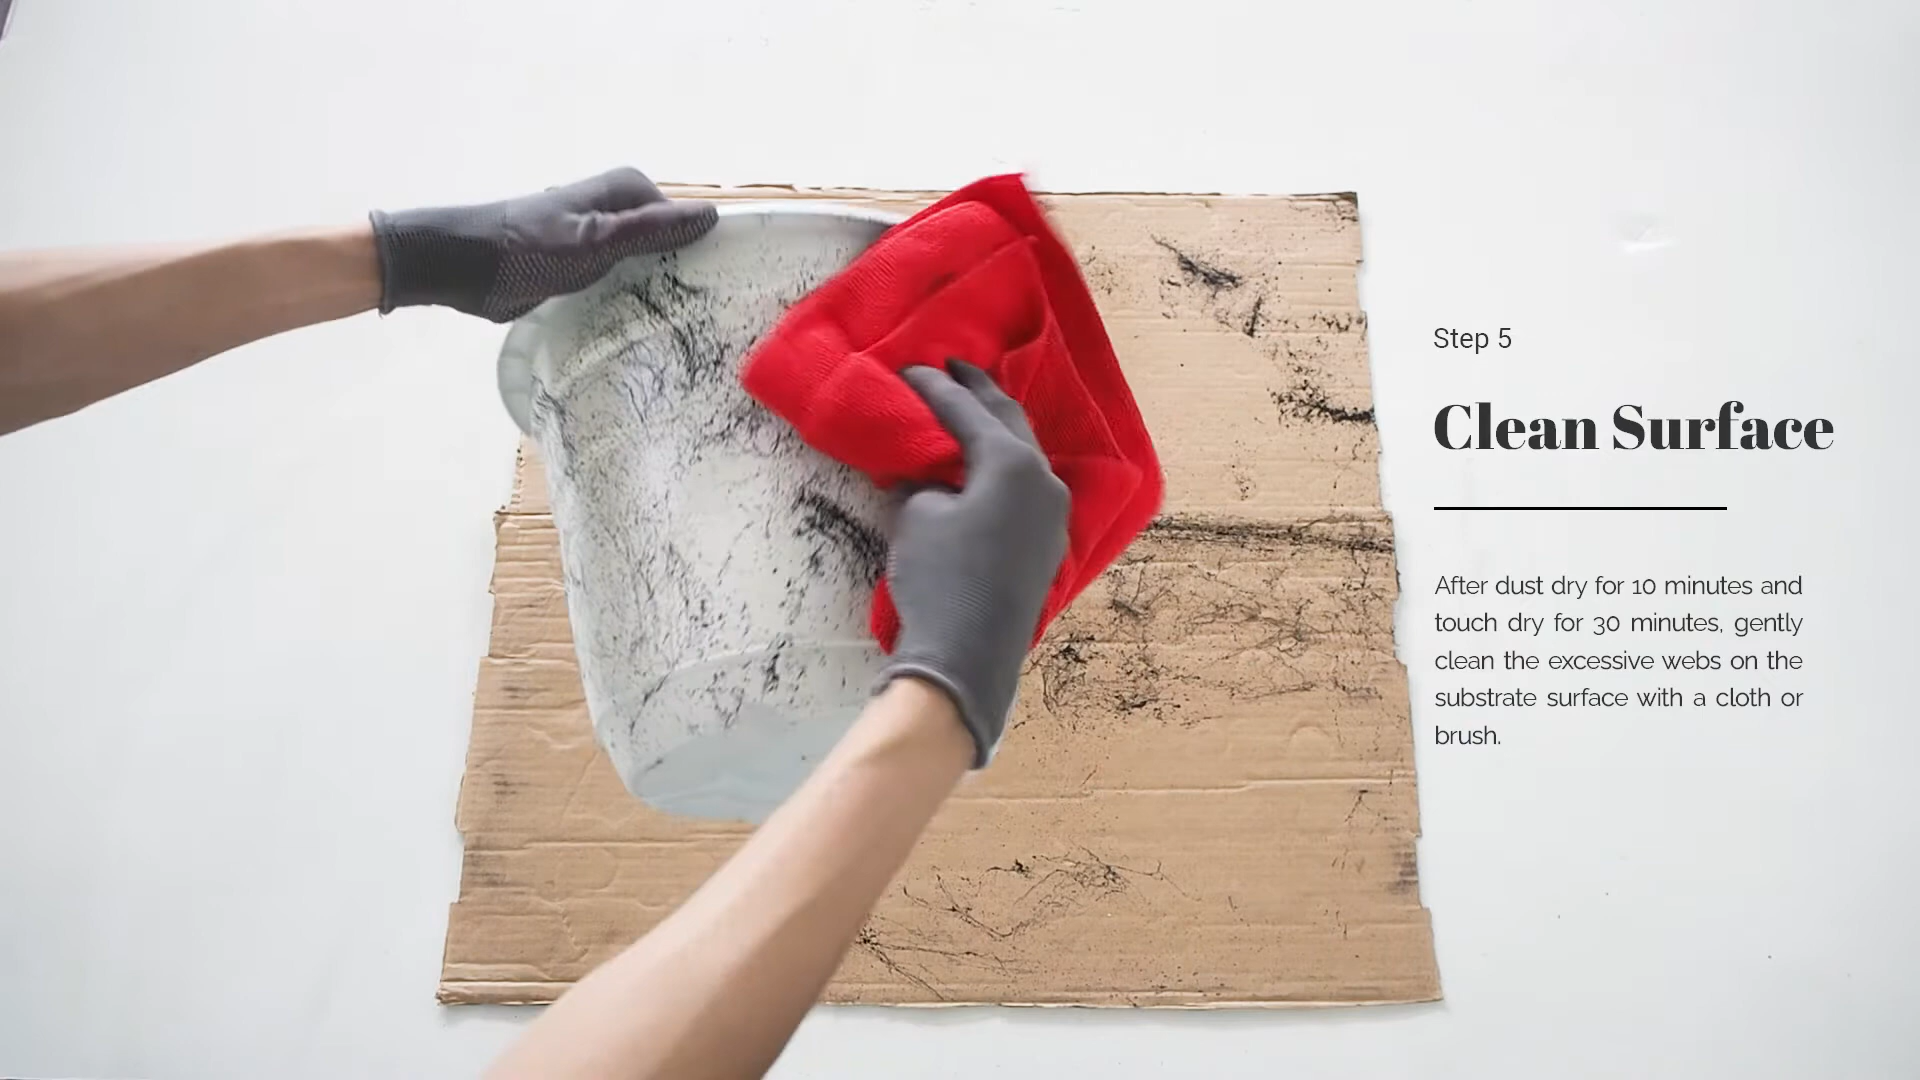 Step 5
Clean Surface
After dust dry for 10 minutes and
touch dry for 30 minutes, gently
clean the excessive webs on the
substrate surface with a cloth or
brush.